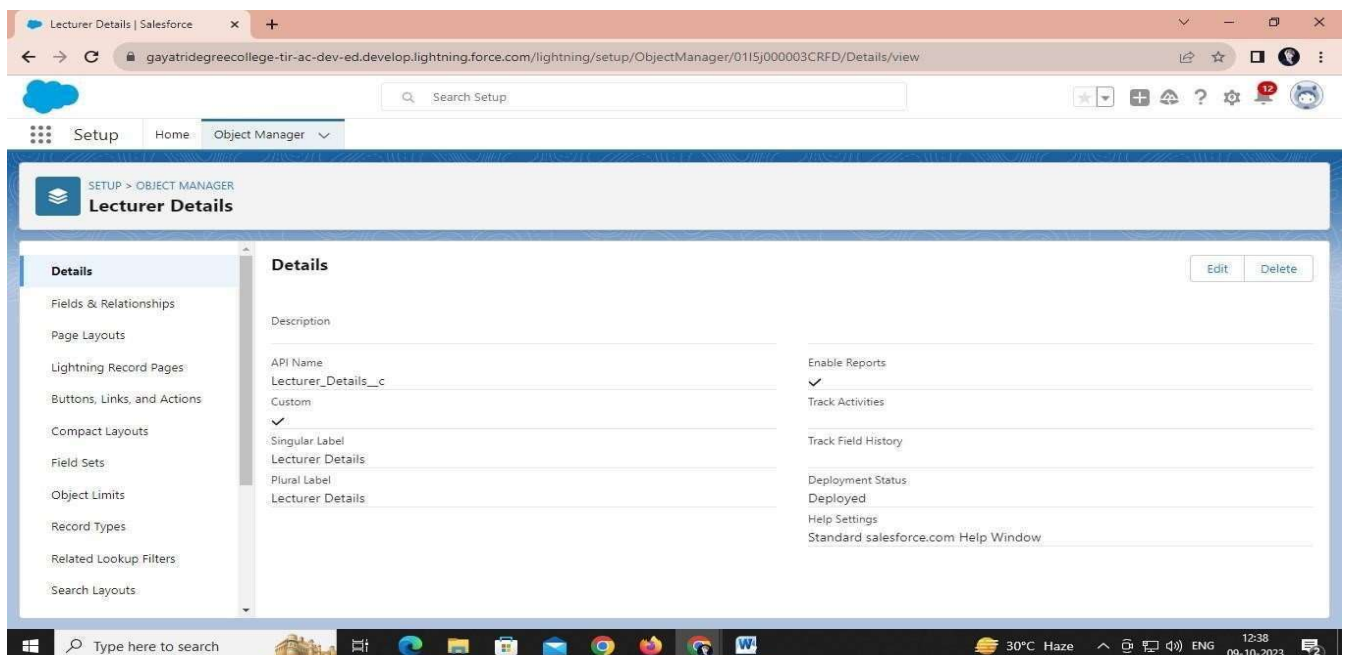 Lecturer Details | Salesforce
gayatridegreecollege-tir-ac-dev-ed.develop.lightning.force.com/lightning/setup/ObjectManager/01I5j000003CRFD/Details/view
Search Setup
12
Setup Home Object Manager
SETUP > OBJECT MANAGER
Lecturer Details
Details
Fields & Relationships
Page Layouts
Lightning Record Pages
Buttons, Links, and Actions
Compact Layouts
Field Sets
Object Limits
Record Types
Related Lookup Filters
Search Layouts
Details
Edit Delete
Description
API Name
Lecturer_Details__c
Custom
Singular Label
Lecturer Details
Plural Label
Lecturer Details
Enable Reports
Track Activities
Track Field History
Deployment Status
Deployed
Help Settings
Standard salesforce.com Help Window
Type here to search
30°C Haze
ENG
12:38
09-10-2023
2